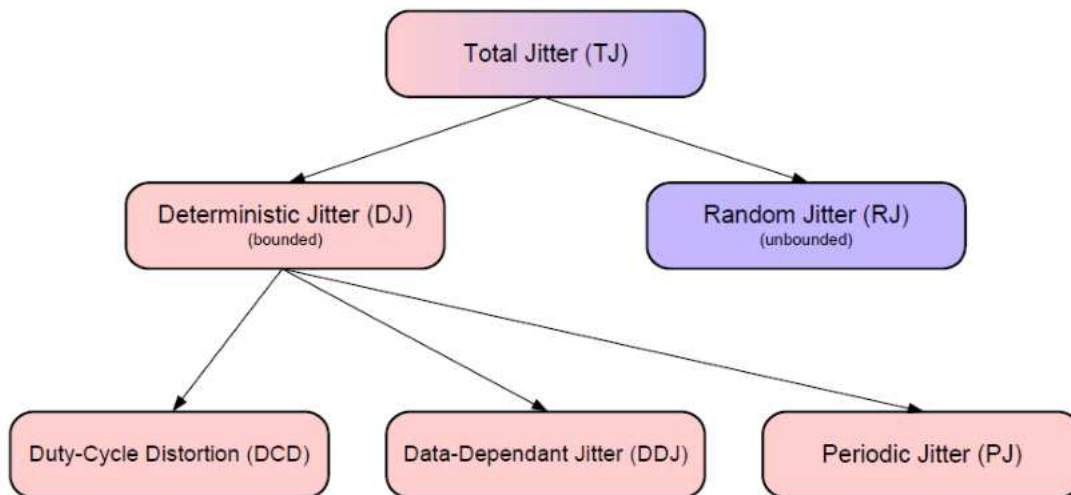 Total Jitter (TJ)
Deterministic Jitter (DJ)
(bounded)
Random Jitter (RJ)
(unbounded)
Duty-Cycle Distortion (DCD)
Data-Dependant Jitter (DDJ)
Periodic Jitter (PJ)